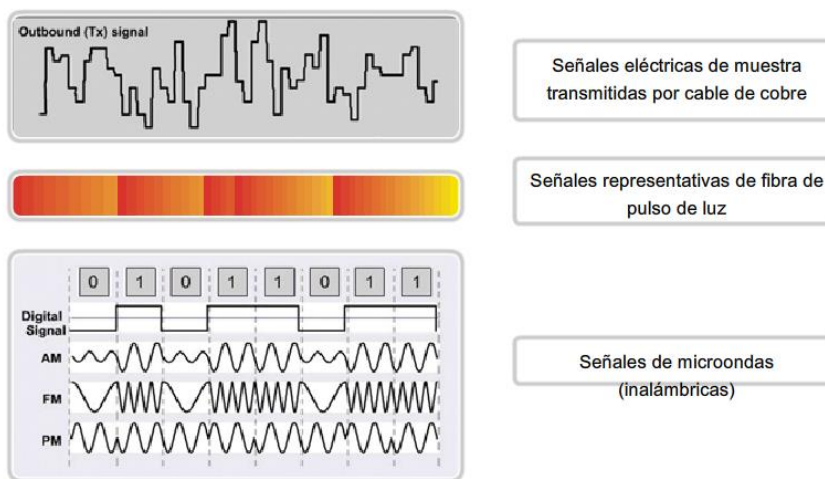 Outbound (Tx) signal
Señales eléctricas de muestra
transmitidas por cable de cobre
Señales representativas de fibra de
pulso de luz
0 1 0 1 1 0 1 1
Digital
Signal
AM
FM
PM
Señales de microondas
(inalámbricas)